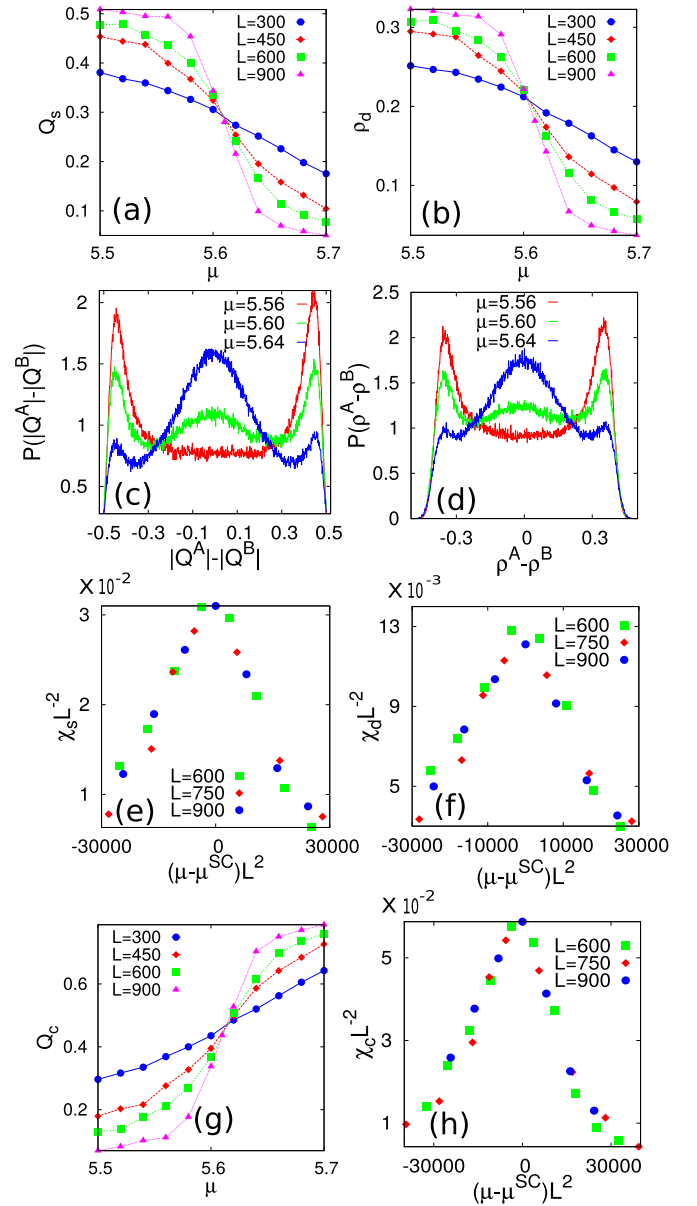 0.5
0.4
0.3
0.2
0.1
Q_s
L=300
L=450
L=600
L=900
(a)
5.5
5.6
5.7
μ
0.3
0.2
0.1
ρ_d
L=300
L=450
L=600
L=900
(b)
5.5
5.6
5.7
μ
2
1.5
1
0.5
P(|Q^A|-|Q^B|)
μ=5.56
μ=5.60
μ=5.64
(c)
-0.5
-0.3
-0.1
0.1
0.3
0.5
|Q^A|-|Q^B|
2.5
2
1.5
1
0.5
0
P(ρ^A-ρ^B)
μ=5.56
μ=5.60
μ=5.64
(d)
-0.3
0
0.3
ρ^A-ρ^B
X 10^-2
3
2
1
χ_sL^-2
L=600
L=750
L=900
(e)
-30000
0
30000
(μ-μ^SC)L^2
X 10^-3
13
9
5
χ_dL^-2
L=600
L=750
L=900
(f)
-30000
-10000
10000
30000
(μ-μ^SC)L^2
0.6
0.4
0.2
Q_c
L=300
L=450
L=600
L=900
(g)
5.5
5.6
5.7
μ
X 10^-2
5
3
1
χ_cL^-2
L=600
L=750
L=900
(h)
-30000
0
30000
(μ-μ^SC)L^2